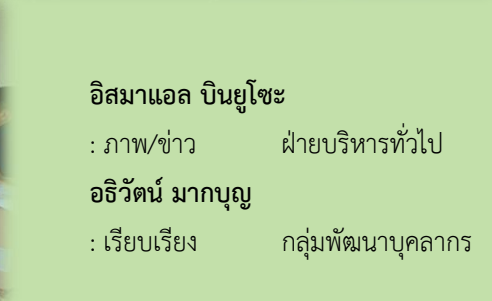 อิสมาแอล บินยูโซะ
: ภาพ/ข่าว ฝ่ายบริหารทั่วไป
อธิวัตน์ มากบุญ
: เรียบเรียง กลุ่มพัฒนาบุคลากร